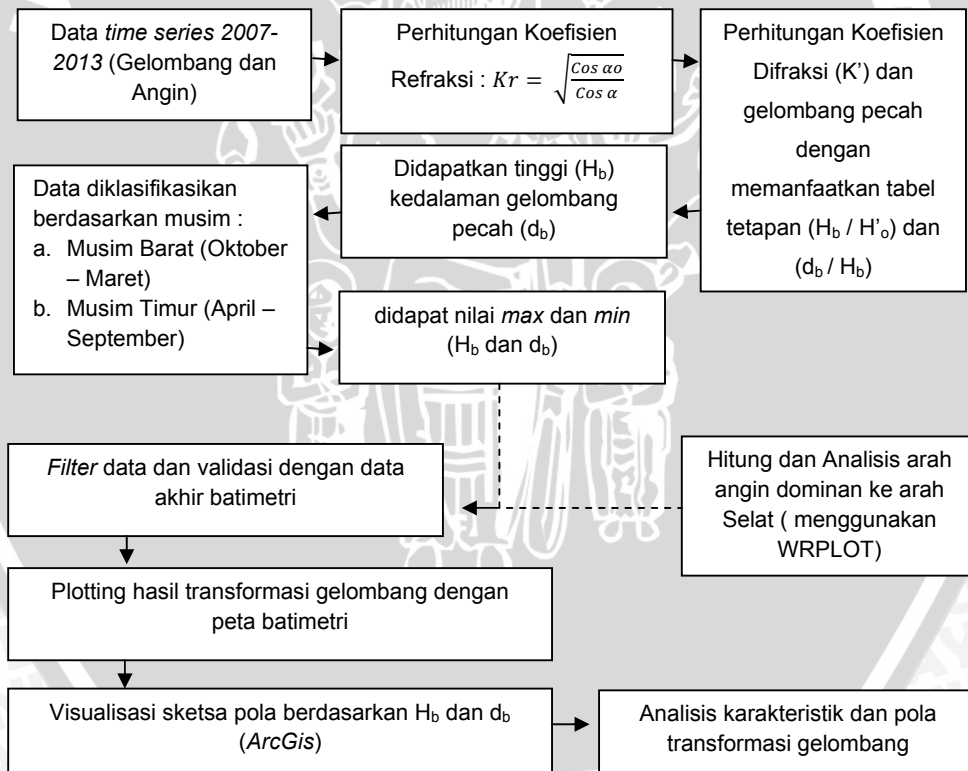 Data time series 2007-
2013 (Gelombang dan
Angin)
Perhitungan Koefisien
Refraksi : Kr = √(Cos αo / Cos α)
Perhitungan Koefisien
Difraksi (K’) dan
gelombang pecah
dengan
memanfaatkan tabel
tetapan (Hb / H’o) dan
(db / Hb)
Didapatkan tinggi (Hb)
kedalaman gelombang
pecah (db)
Data diklasifikasikan
berdasarkan musim :
a. Musim Barat (Oktober
– Maret)
b. Musim Timur (April –
September)
didapat nilai max dan min
(Hb dan db)
Filter data dan validasi dengan data
akhir batimetri
Hitung dan Analisis arah
angin dominan ke arah
Selat ( menggunakan
WRPLOT)
Plotting hasil transformasi gelombang dengan
peta batimetri
Visualisasi sketsa pola berdasarkan Hb dan db
(ArcGis)
Analisis karakteristik dan pola
transformasi gelombang